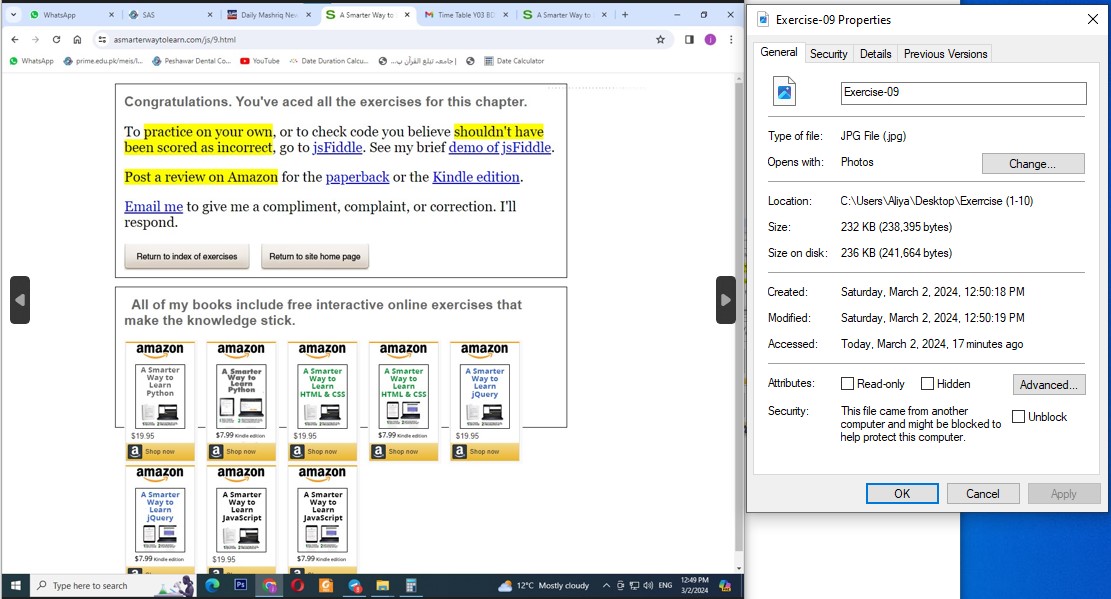 WhatsApp
SAS
Daily Mashriq New
A Smarter Way to
Time Table Y03 BD
A Smarter Way to
asmarterwaytolearn.com/js/9.html
WhatsApp
prime.edu.pk/meis/l...
Peshawar Dental Co...
YouTube
Date Duration Calcu...
جامعہ تبلغ القرآن پ...
Date Calculator
Congratulations. You've aced all the exercises for this chapter.
To practice on your own, or to check code you believe shouldn't have
been scored as incorrect, go to jsFiddle. See my brief demo of jsFiddle.
Post a review on Amazon for the paperback or the Kindle edition.
Email me to give me a compliment, complaint, or correction. I'll
respond.
Return to index of exercises
Return to site home page
All of my books include free interactive online exercises that
make the knowledge stick.
amazon amazon amazon amazon amazon
A Smarter
Way to
Learn
Python
$19.95
Shop now
A Smarter
Way to
Learn
Python
$7.99 Kindle edition
Shop now
A Smarter
Way to
Learn
HTML & CSS
$19.95
Shop now
A Smarter
Way to
Learn
HTML & CSS
$7.99 Kindle edition
Shop now
A Smarter
Way to
Learn
jQuery
$19.95
Shop now
amazon amazon amazon
A Smarter
Way to
Learn
jQuery
$7.99 Kindle edition
A Smarter
Way to
Learn
JavaScript
$19.95
A Smarter
Way to
Learn
JavaScript
$7.99 Kindle edition
Type here to search
Ps
12°C Mostly cloudy
ENG
12:49 PM
3/2/2024
Exercise-09 Properties
General
Security
Details
Previous Versions
Exercise-09
Type of file: JPG File (.jpg)
Opens with: Photos
Change...
Location: C:\Users\Aliya\Desktop\Exerrcise (1-10)
Size: 232 KB (238,395 bytes)
Size on disk: 236 KB (241,664 bytes)
Created: Saturday, March 2, 2024, 12:50:18 PM
Modified: Saturday, March 2, 2024, 12:50:19 PM
Accessed: Today, March 2, 2024, 17 minutes ago
Attributes: Read-only Hidden
Advanced...
Security: This file came from another
computer and might be blocked to
help protect this computer.
Unblock
OK
Cancel
Apply